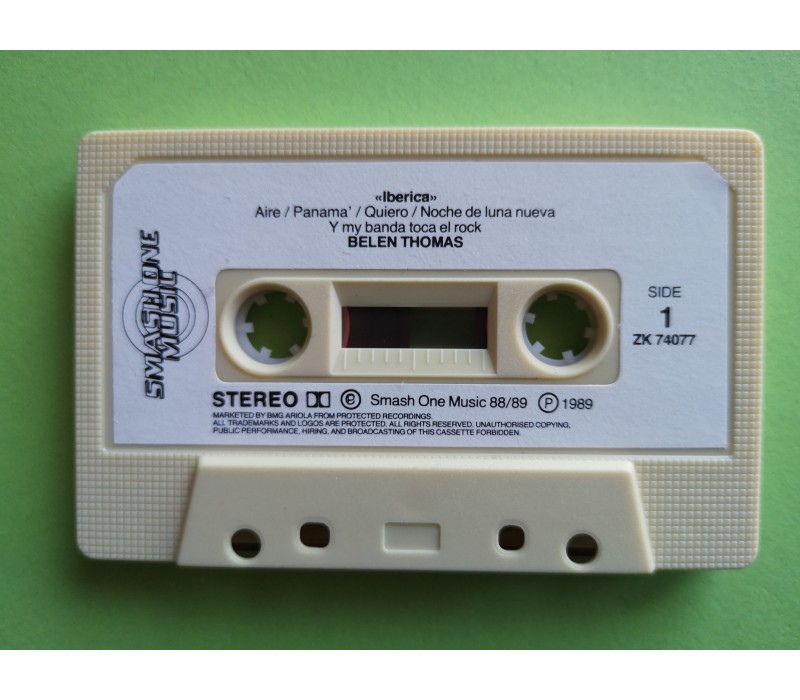 «Iberica»
Aire / Panama' / Quiero / Noche de luna nueva
Y my banda toca el rock
BELEN THOMAS
SMASH ONE
MUSIC
SIDE
1
ZK 74077
STEREO © Smash One Music 88/89 Ⓟ 1989
MARKETED BY BMG ARIOLA FROM PROTECTED RECORDINGS.
ALL TRADEMARKS AND LOGOS ARE PROTECTED. ALL RIGHTS RESERVED. UNAUTHORISED COPYING,
PUBLIC PERFORMANCE, HIRING, AND BROADCASTING OF THIS CASSETTE FORBIDDEN.